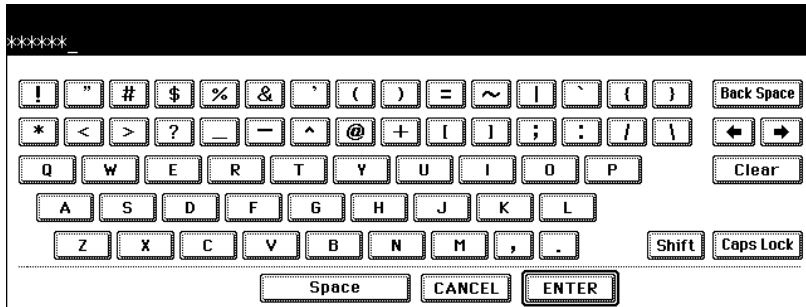 ******_
! " # $ % & ' ( ) = ~ | ` { } Back Space
* < > ? _ - ^ @ + [ ] ; : / \ ← →
Q W E R T Y U I O P Clear
A S D F G H J K L
Z X C V B N M , . Shift Caps Lock
Space CANCEL ENTER